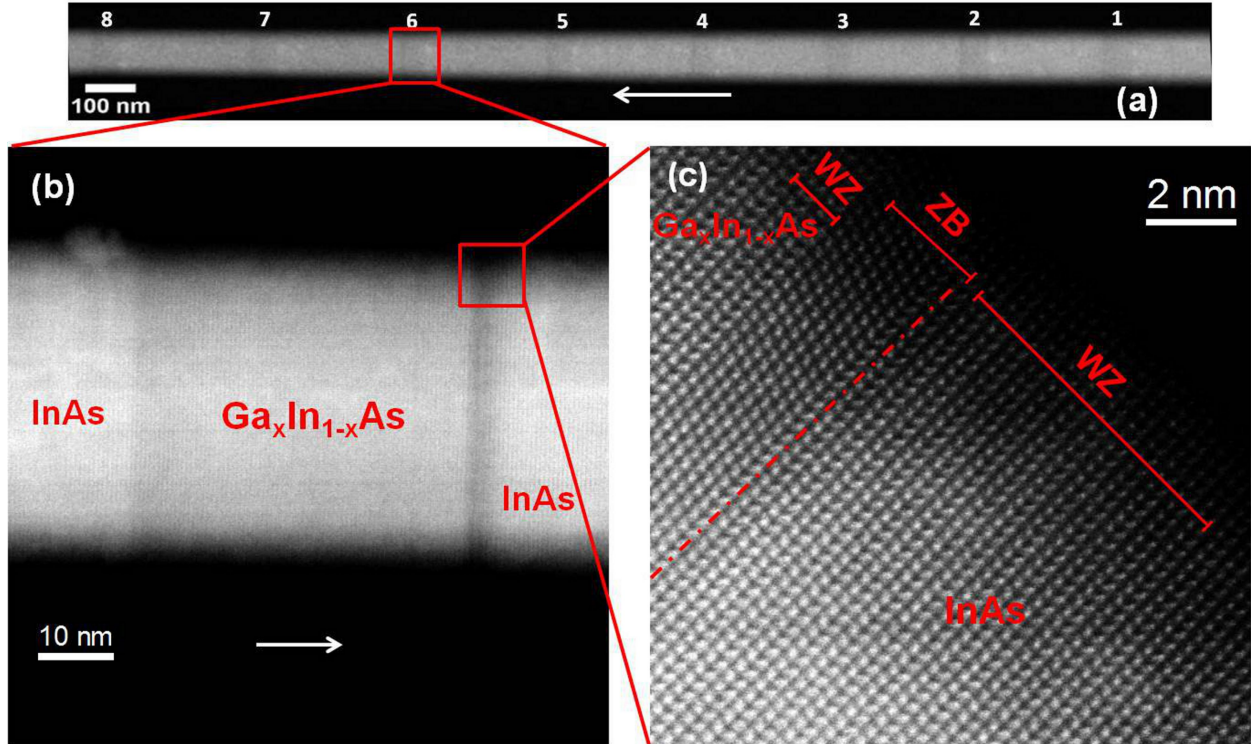 8 7 6 5 4 3 2 1
100 nm
(a)
(b)
InAs
GaₓIn₁₋ₓAs
InAs
10 nm
(c)
WZ
2 nm
GaₓIn₁₋ₓAs
ZB
WZ
InAs